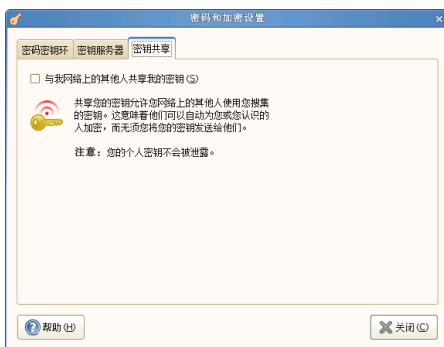 密码和加密设置
密码密钥环 密钥服务器 密钥共享
与我网络上的其他人共享我的密钥(S)
共享您的密钥允许您网络上的其他人使用您搜集
的密钥。这意味着他们可以自动为您或您认识的
人加密，而无须您将您的密钥发送给他们。
注意：您的个人密钥不会被泄露。
帮助(H) 关闭(C)